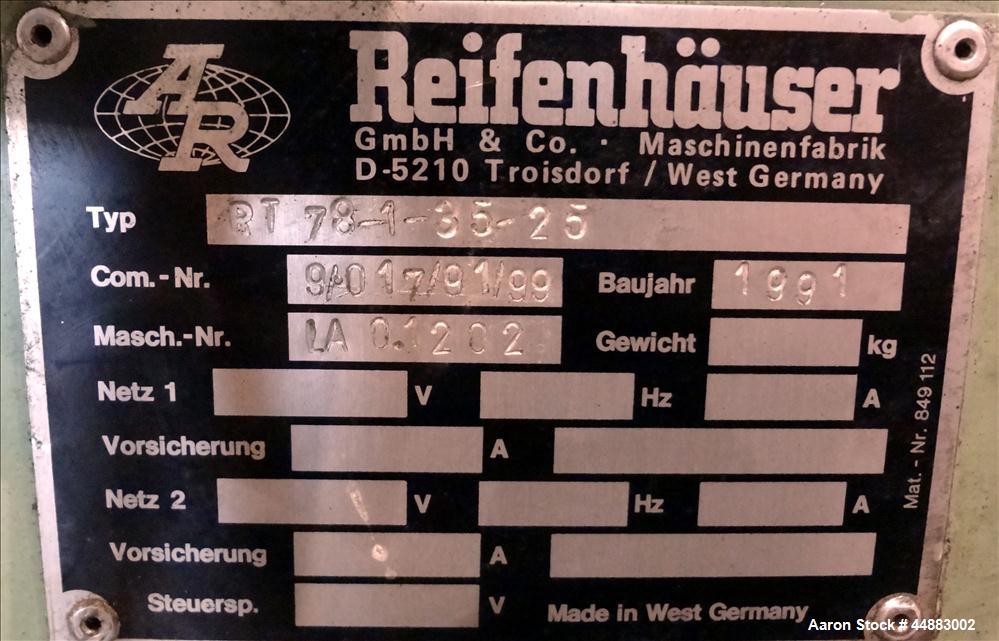 AR
Reifenhäuser
GmbH & Co. · Maschinenfabrik
D-5210 Troisdorf / West Germany
Typ RT 78-1-35-25
Com.-Nr. 9/017/91/99 Baujahr 1991
Masch.-Nr. LA 0.1202 Gewicht kg
Netz 1 V Hz A
Vorsicherung A
Netz 2 V Hz A
Vorsicherung A
Steuersp. V Made in West Germany
Mat.-Nr. 849 112
Aaron Stock # 44883002